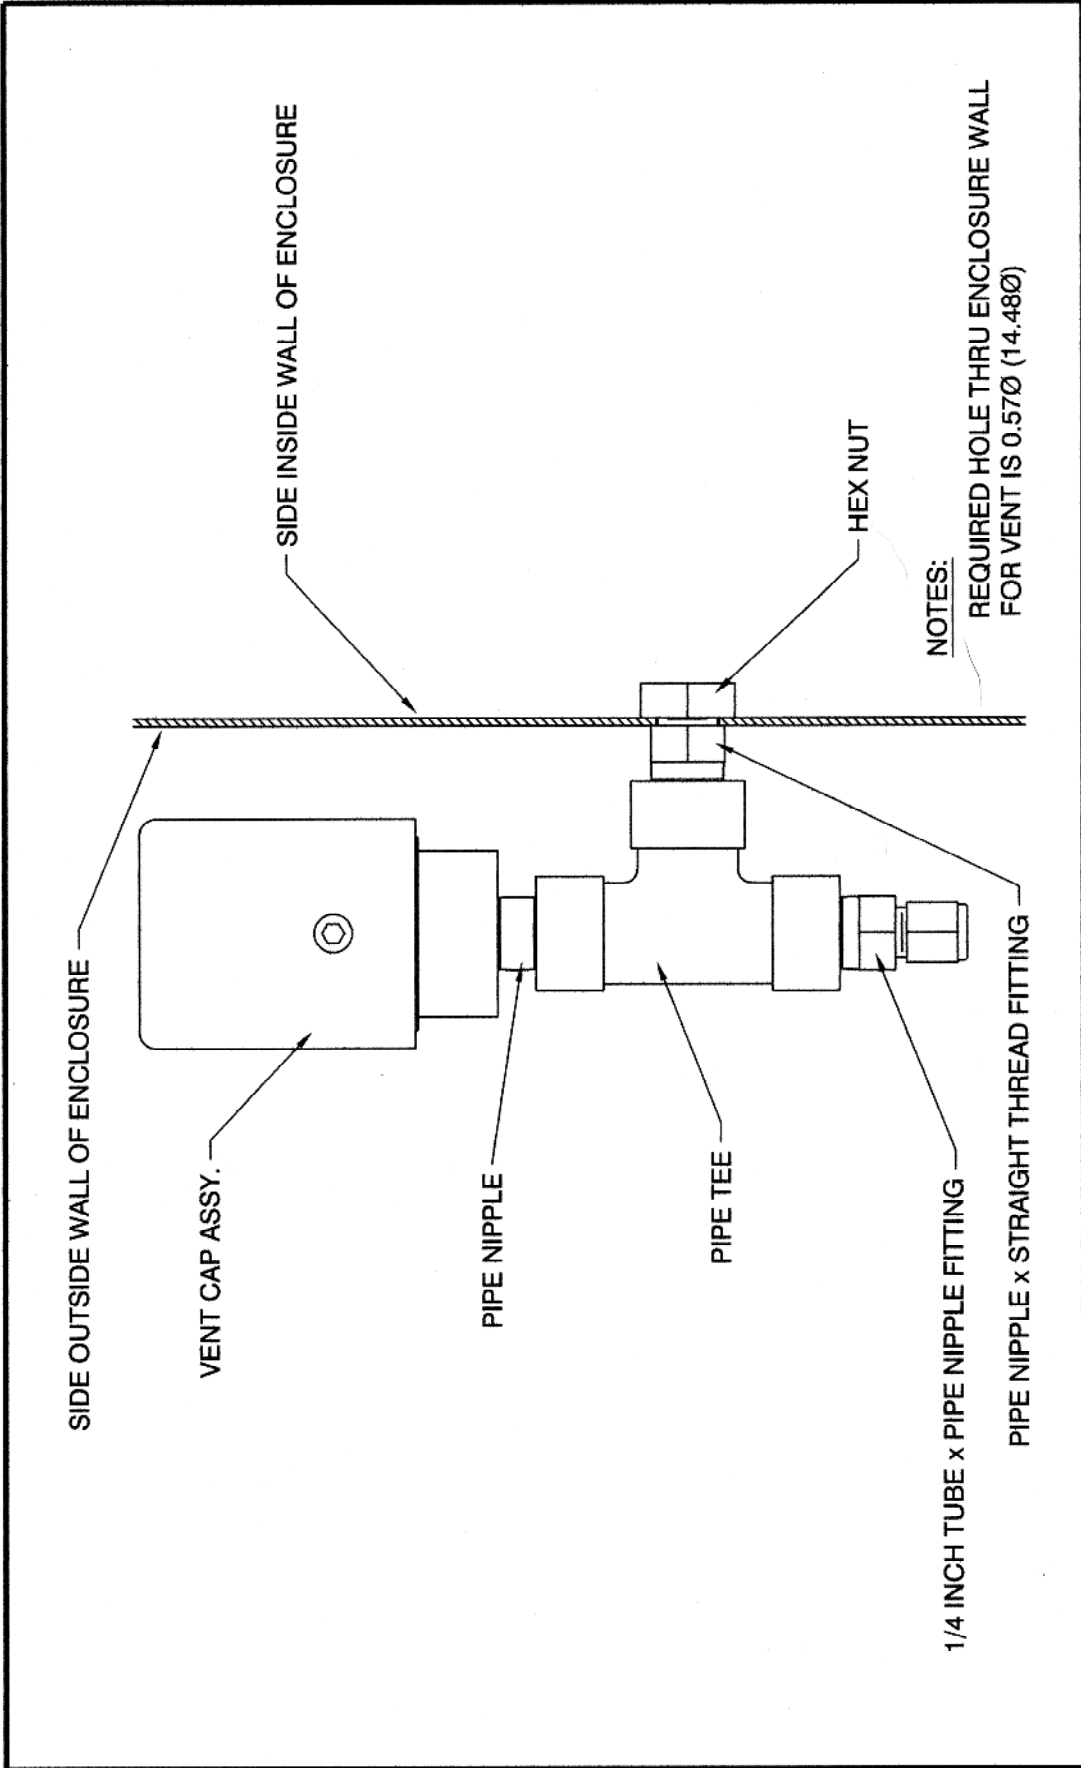 SIDE OUTSIDE WALL OF ENCLOSURE
VENT CAP ASSY.
SIDE INSIDE WALL OF ENCLOSURE
PIPE NIPPLE
PIPE TEE
HEX NUT
1/4 INCH TUBE x PIPE NIPPLE FITTING
PIPE NIPPLE x STRAIGHT THREAD FITTING
NOTES:
REQUIRED HOLE THRU ENCLOSURE WALL
FOR VENT IS 0.57Ø (14.48Ø)